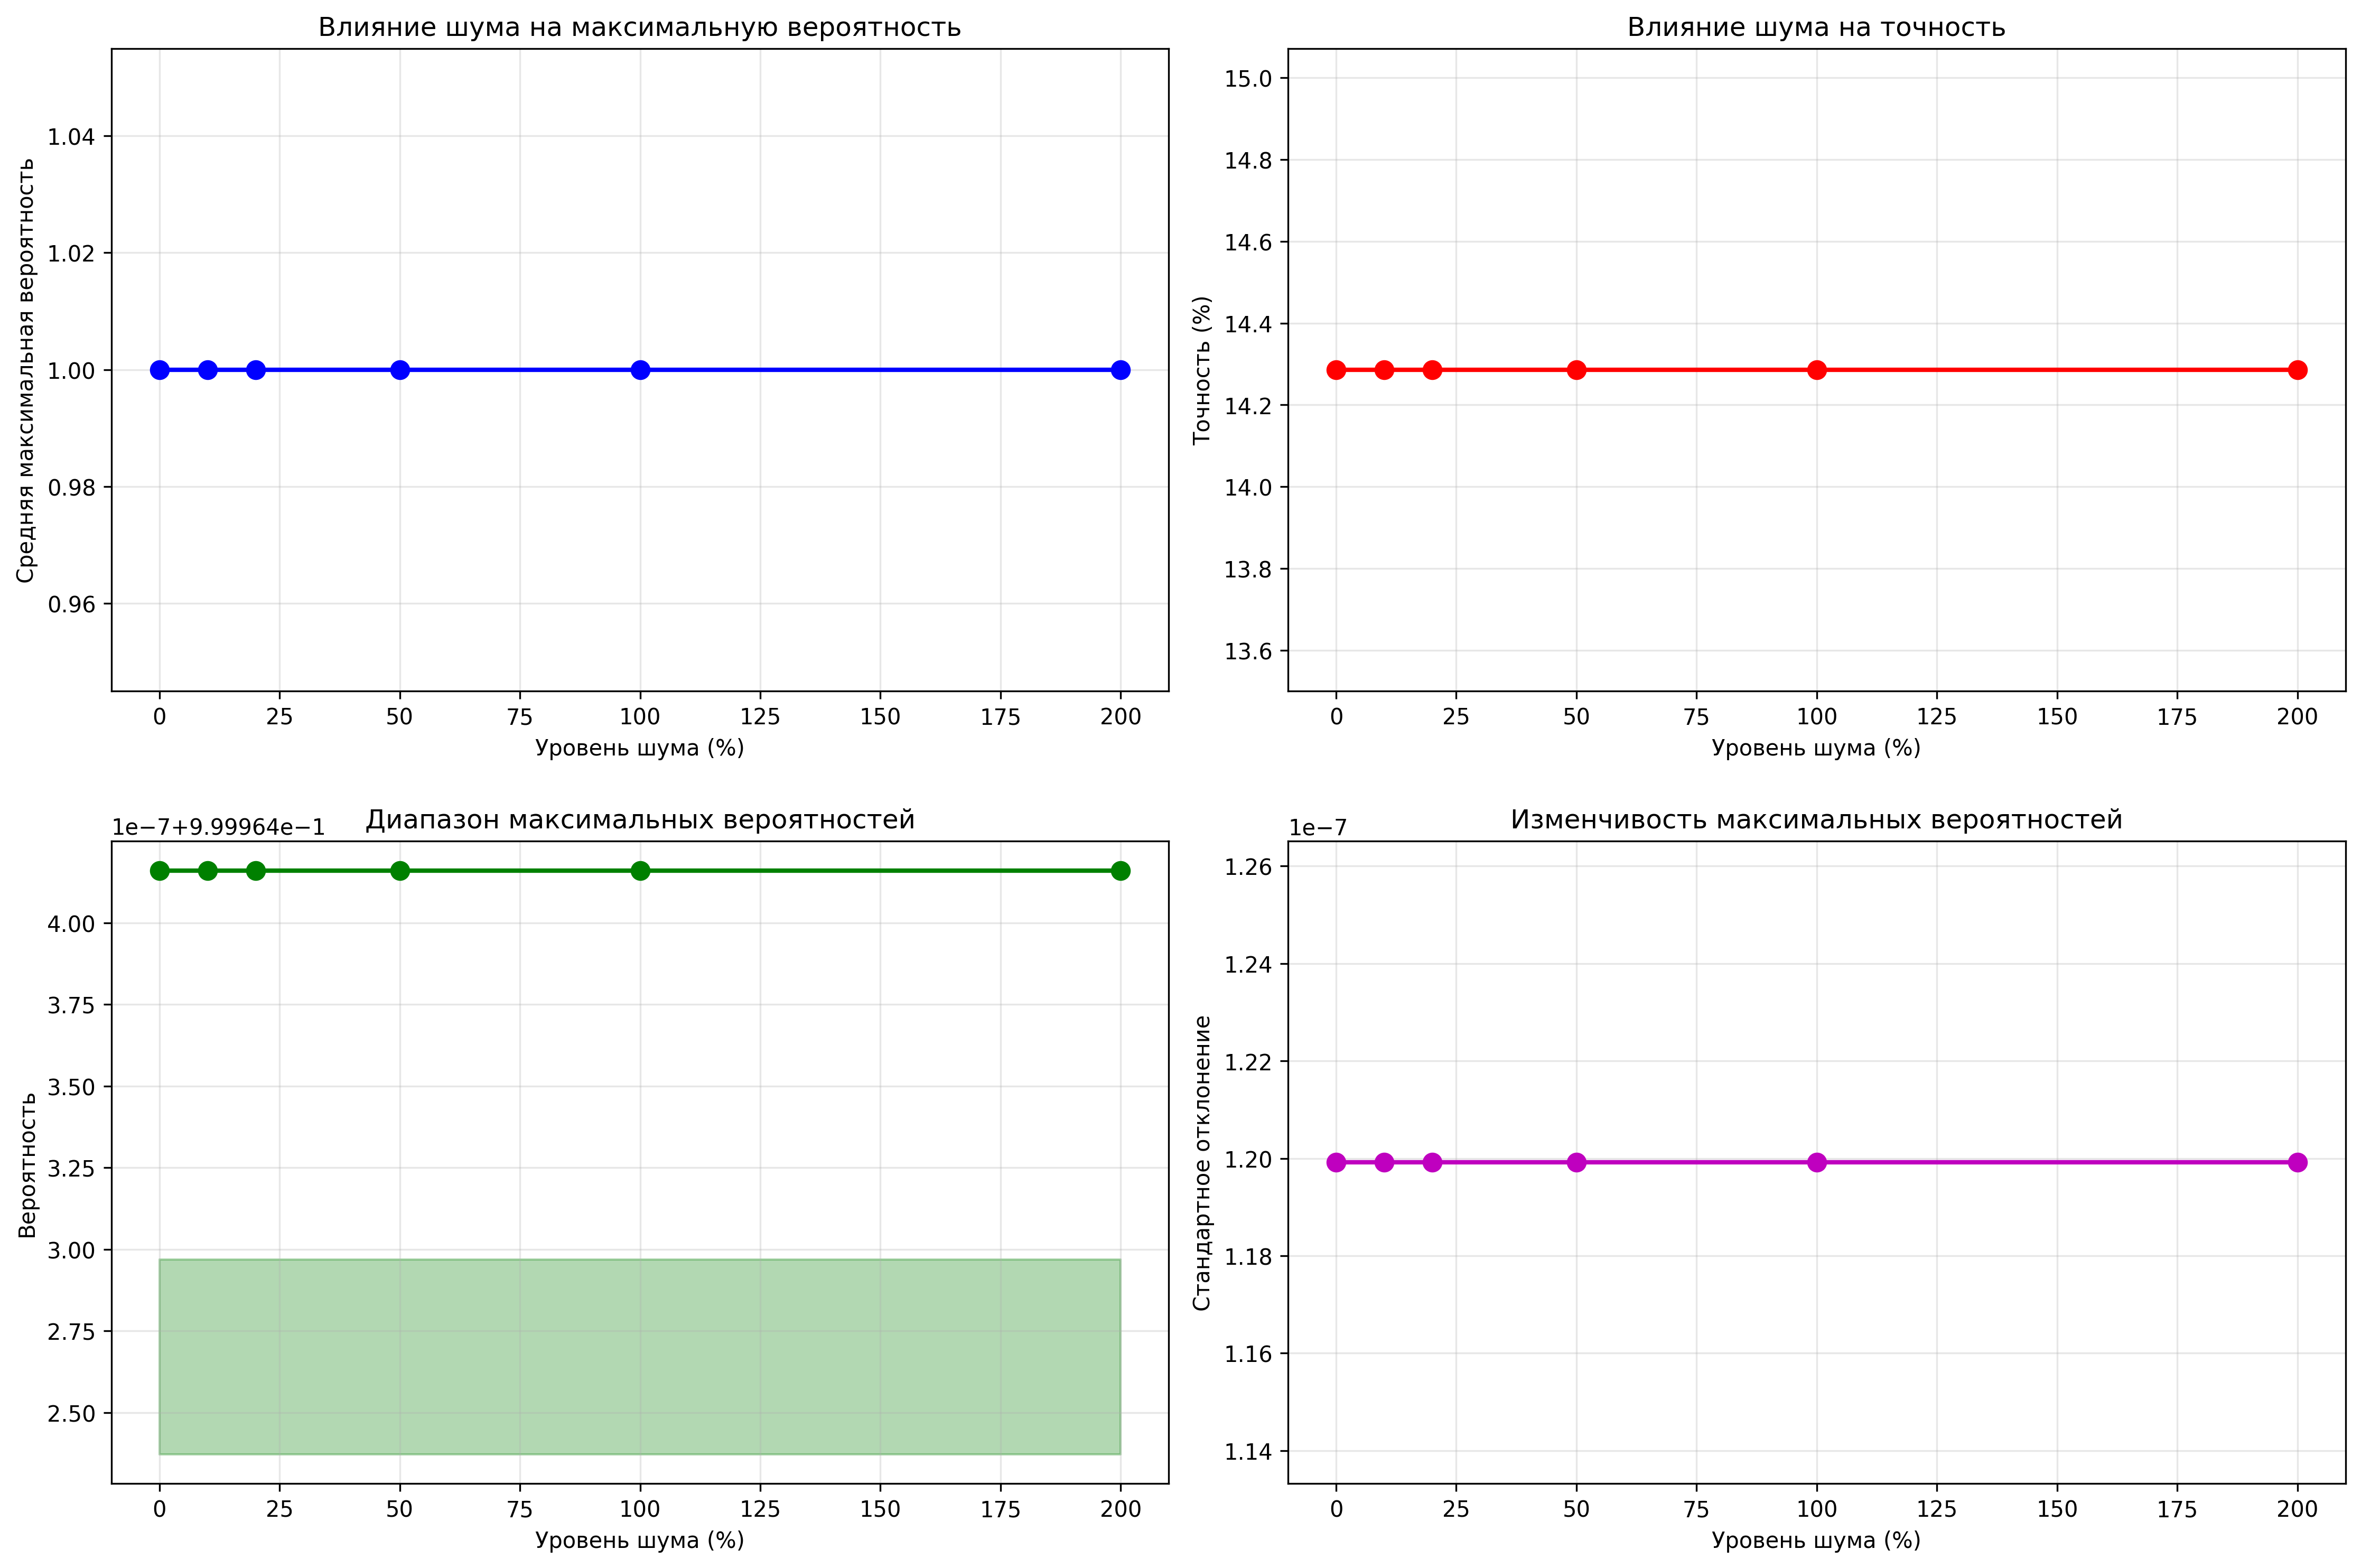 Влияние шума на максимальную вероятность
Средняя максимальная вероятность
1.04
1.02
1.00
0.98
0.96
0 25 50 75 100 125 150 175 200
Уровень шума (%)
Влияние шума на точность
Точность (%)
15.0
14.8
14.6
14.4
14.2
14.0
13.8
13.6
0 25 50 75 100 125 150 175 200
Уровень шума (%)
Диапазон максимальных вероятностей
1e−7+9.99964e−1
Вероятность
4.00
3.75
3.50
3.25
3.00
2.75
2.50
0 25 50 75 100 125 150 175 200
Уровень шума (%)
Изменчивость максимальных вероятностей
1e−7
Стандартное отклонение
1.26
1.24
1.22
1.20
1.18
1.16
1.14
0 25 50 75 100 125 150 175 200
Уровень шума (%)